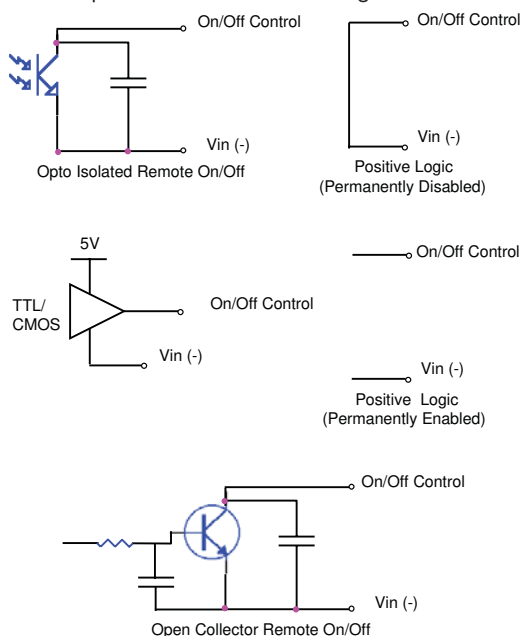 On/Off Control
Vin (-)
Opto Isolated Remote On/Off
On/Off Control
Vin (-)
Positive Logic
(Permanently Disabled)
5V
TTL/
CMOS
On/Off Control
Vin (-)
On/Off Control
Vin (-)
Positive Logic
(Permanently Enabled)
On/Off Control
Vin (-)
Open Collector Remote On/Off